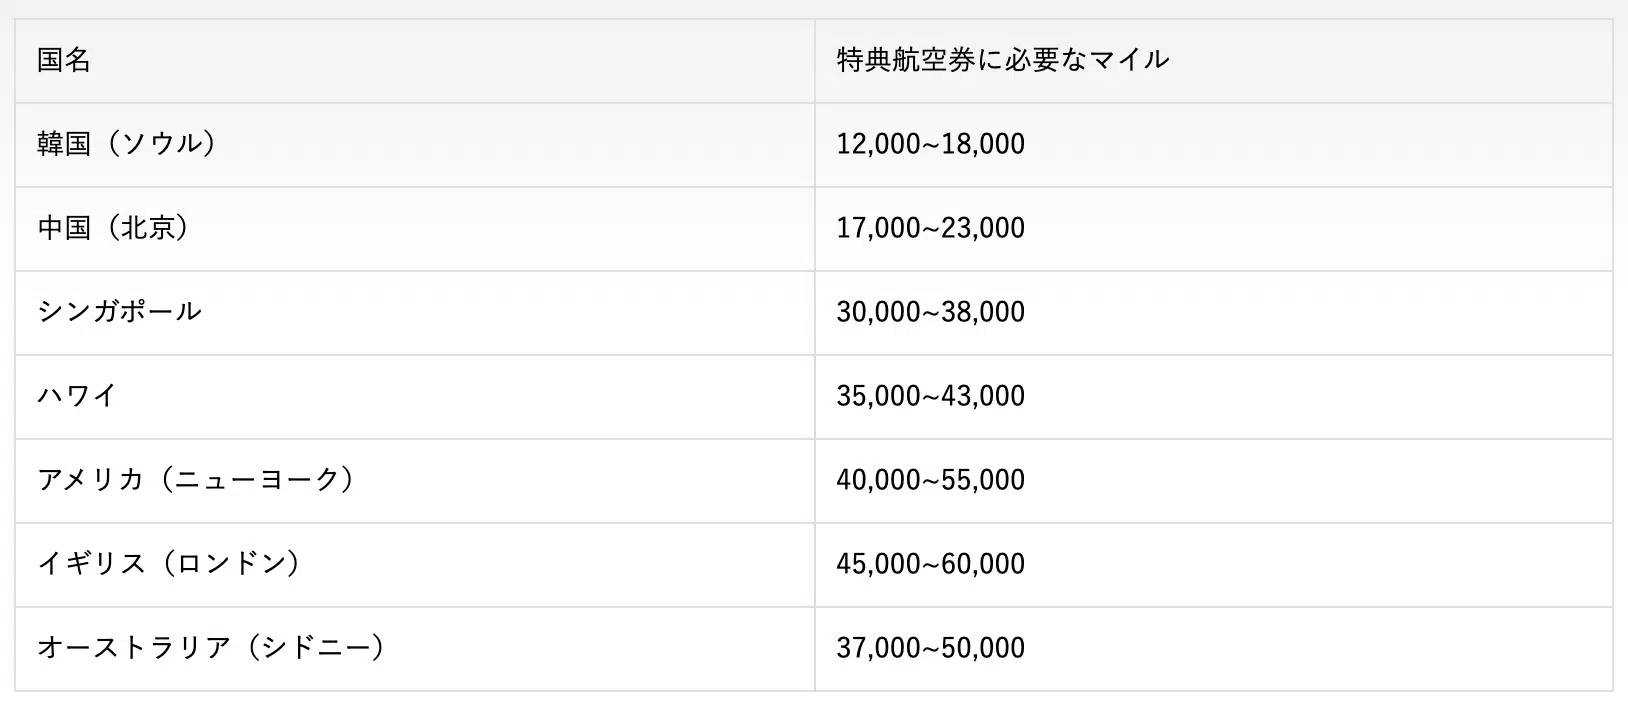 国名 特典航空券に必要なマイル
韓国（ソウル） 12,000~18,000
中国（北京） 17,000~23,000
シンガポール 30,000~38,000
ハワイ 35,000~43,000
アメリカ（ニューヨーク） 40,000~55,000
イギリス（ロンドン） 45,000~60,000
オーストラリア（シドニー） 37,000~50,000